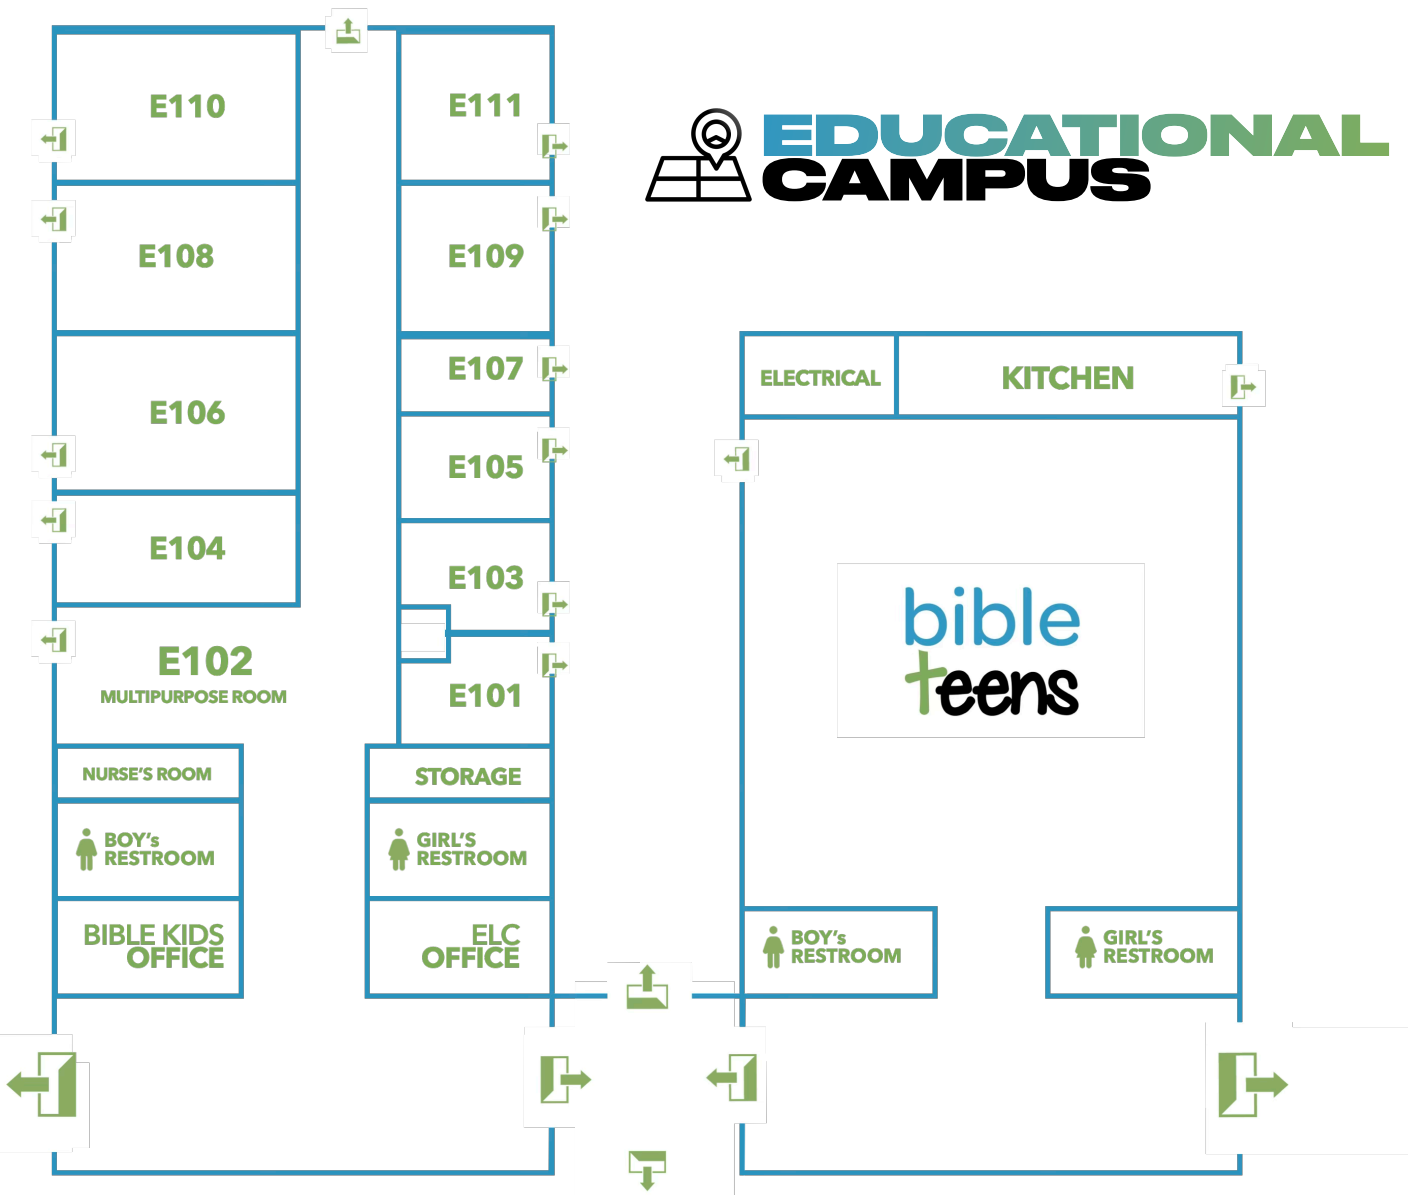 EDUCATIONAL
CAMPUS
E110
E111
E108
E109
E107
E106
E105
E104
E103
E102
MULTIPURPOSE ROOM
E101
NURSE'S ROOM
STORAGE
BOY's
RESTROOM
GIRL'S
RESTROOM
BIBLE KIDS
OFFICE
ELC
OFFICE
ELECTRICAL
KITCHEN
bible
teens
BOY's
RESTROOM
GIRL'S
RESTROOM